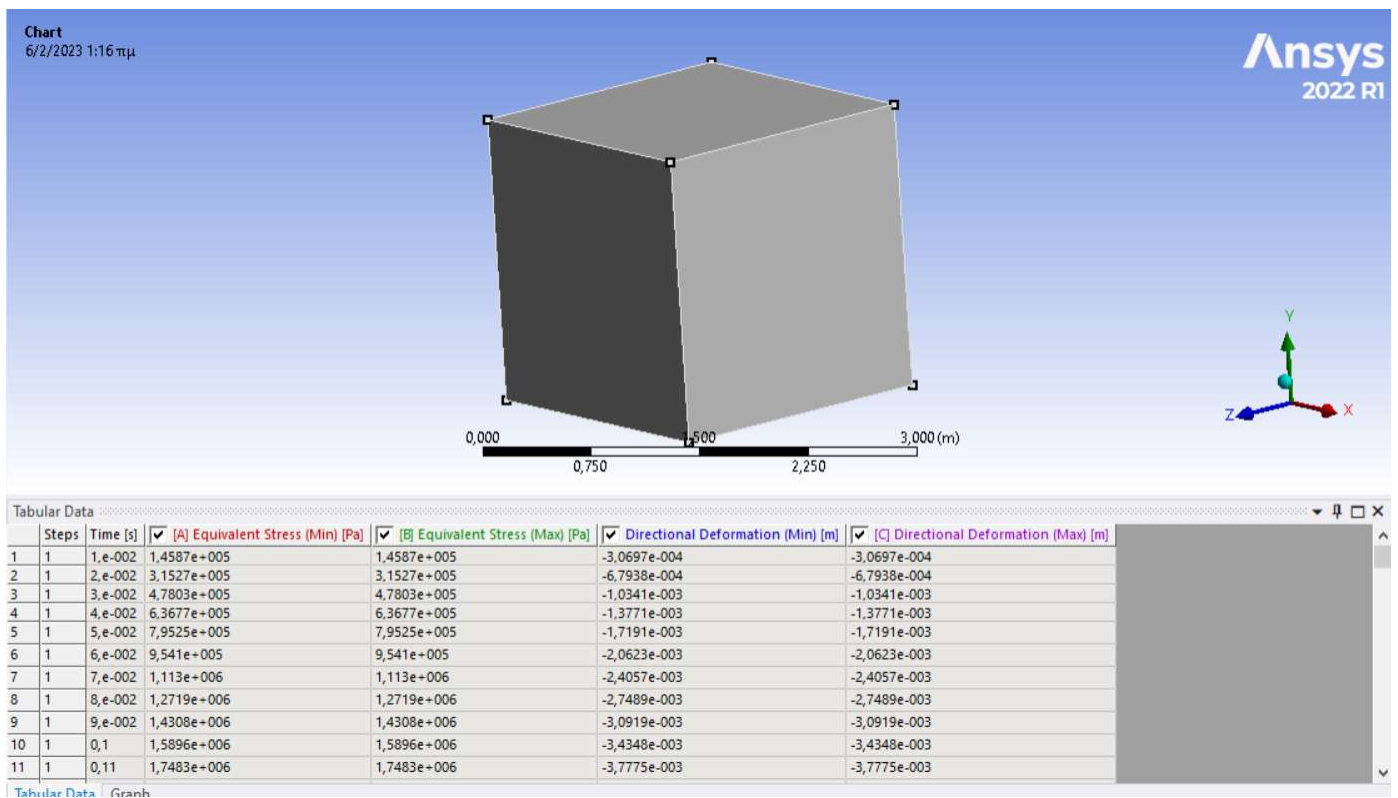 Chart
6/2/2023 1:16 πμ
Ansys
2022 R1
Y
Z X
0,000 1,500 3,000 (m)
0,750 2,250
Tabular Data
Steps Time [s] [A] Equivalent Stress (Min) [Pa] [B] Equivalent Stress (Max) [Pa] Directional Deformation (Min) [m] [C] Directional Deformation (Max) [m]
1 1 1,e-002 1,4587e+005 1,4587e+005 -3,0697e-004 -3,0697e-004
2 1 2,e-002 3,1527e+005 3,1527e+005 -6,7938e-004 -6,7938e-004
3 1 3,e-002 4,7803e+005 4,7803e+005 -1,0341e-003 -1,0341e-003
4 1 4,e-002 6,3677e+005 6,3677e+005 -1,3771e-003 -1,3771e-003
5 1 5,e-002 7,9525e+005 7,9525e+005 -1,7191e-003 -1,7191e-003
6 1 6,e-002 9,541e+005 9,541e+005 -2,0623e-003 -2,0623e-003
7 1 7,e-002 1,113e+006 1,113e+006 -2,4057e-003 -2,4057e-003
8 1 8,e-002 1,2719e+006 1,2719e+006 -2,7489e-003 -2,7489e-003
9 1 9,e-002 1,4308e+006 1,4308e+006 -3,0919e-003 -3,0919e-003
10 1 0,1 1,5896e+006 1,5896e+006 -3,4348e-003 -3,4348e-003
11 1 0,11 1,7483e+006 1,7483e+006 -3,7775e-003 -3,7775e-003
Tabular Data Graph